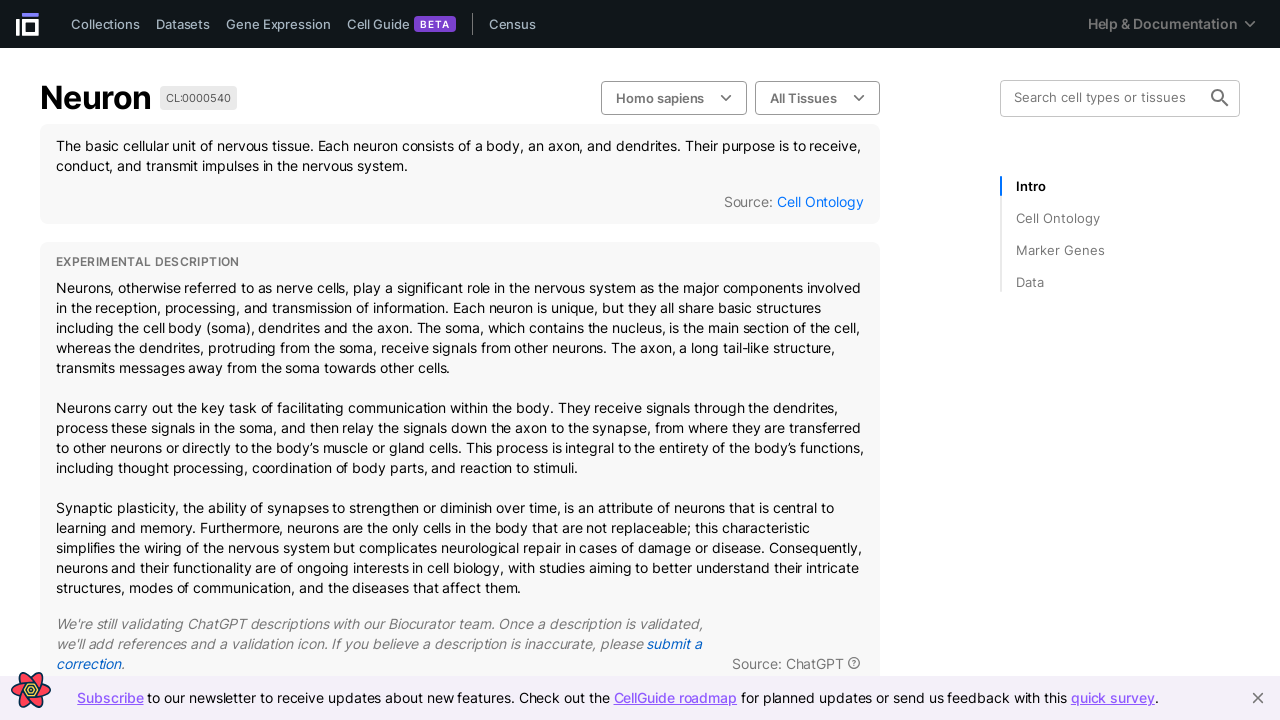 Collections Datasets Gene Expression Cell Guide BETA Census Help & Documentation
Neuron CL:0000540 Homo sapiens All Tissues Search cell types or tissues
The basic cellular unit of nervous tissue. Each neuron consists of a body, an axon, and dendrites. Their purpose is to receive,
conduct, and transmit impulses in the nervous system.
Source: Cell Ontology
Intro
Cell Ontology
Marker Genes
Data
EXPERIMENTAL DESCRIPTION
Neurons, otherwise referred to as nerve cells, play a significant role in the nervous system as the major components involved
in the reception, processing, and transmission of information. Each neuron is unique, but they all share basic structures
including the cell body (soma), dendrites and the axon. The soma, which contains the nucleus, is the main section of the cell,
whereas the dendrites, protruding from the soma, receive signals from other neurons. The axon, a long tail-like structure,
transmits messages away from the soma towards other cells.
Neurons carry out the key task of facilitating communication within the body. They receive signals through the dendrites,
process these signals in the soma, and then relay the signals down the axon to the synapse, from where they are transferred
to other neurons or directly to the body’s muscle or gland cells. This process is integral to the entirety of the body’s functions,
including thought processing, coordination of body parts, and reaction to stimuli.
Synaptic plasticity, the ability of synapses to strengthen or diminish over time, is an attribute of neurons that is central to
learning and memory. Furthermore, neurons are the only cells in the body that are not replaceable; this characteristic
simplifies the wiring of the nervous system but complicates neurological repair in cases of damage or disease. Consequently,
neurons and their functionality are of ongoing interests in cell biology, with studies aiming to better understand their intricate
structures, modes of communication, and the diseases that affect them.
We're still validating ChatGPT descriptions with our Biocurator team. Once a description is validated,
we'll add references and a validation icon. If you believe a description is inaccurate, please submit a
correction.
Source: ChatGPT
Subscribe to our newsletter to receive updates about new features. Check out the CellGuide roadmap for planned updates or send us feedback with this quick survey.